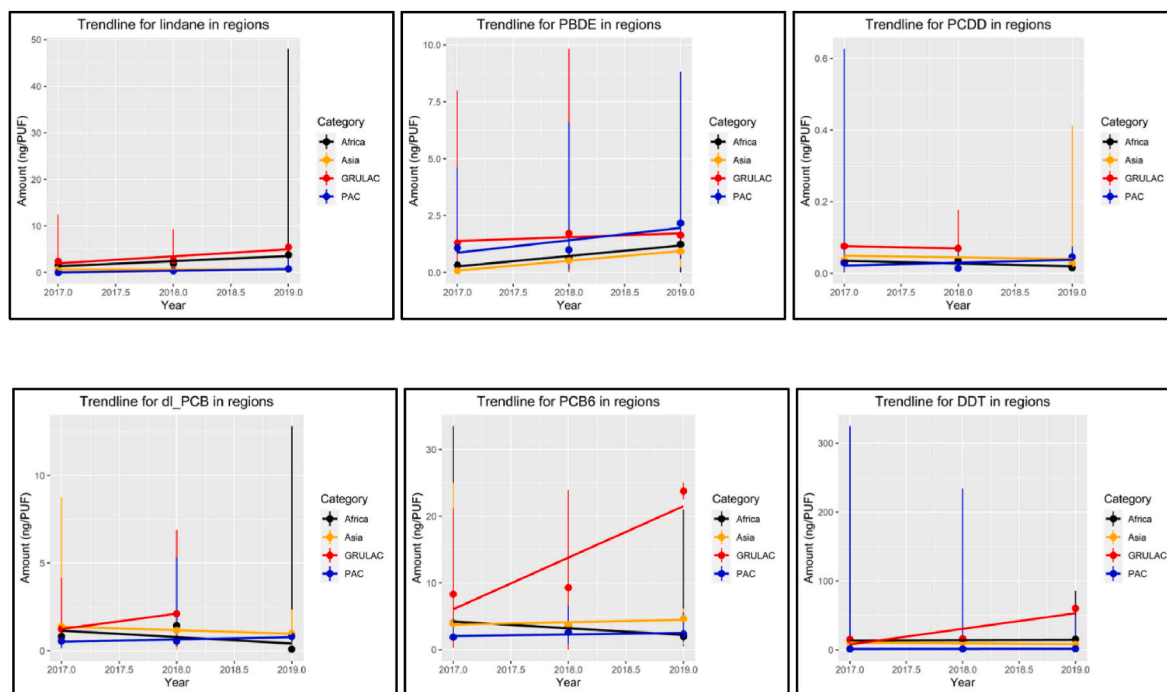 Trendline for lindane in regions
Amount (ng/PUF)
50
40
30
20
10
0
2017.0 2017.5 2018.0 2018.5 2019.0
Year
Category
Africa
Asia
GRULAC
PAC
Trendline for PBDE in regions
Amount (ng/PUF)
10.0
7.5
5.0
2.5
0.0
2017.0 2017.5 2018.0 2018.5 2019.0
Year
Category
Africa
Asia
GRULAC
PAC
Trendline for PCDD in regions
Amount (ng/PUF)
0.6
0.4
0.2
0.0
2017.0 2017.5 2018.0 2018.5 2019.0
Year
Category
Africa
Asia
GRULAC
PAC
Trendline for dl_PCB in regions
Amount (ng/PUF)
10
5
0
2017.0 2017.5 2018.0 2018.5 2019.0
Year
Category
Africa
Asia
GRULAC
PAC
Trendline for PCB6 in regions
Amount (ng/PUF)
30
20
10
0
2017.0 2017.5 2018.0 2018.5 2019.0
Year
Category
Africa
Asia
GRULAC
PAC
Trendline for DDT in regions
Amount (ng/PUF)
300
200
100
0
2017.0 2017.5 2018.0 2018.5 2019.0
Year
Category
Africa
Asia
GRULAC
PAC